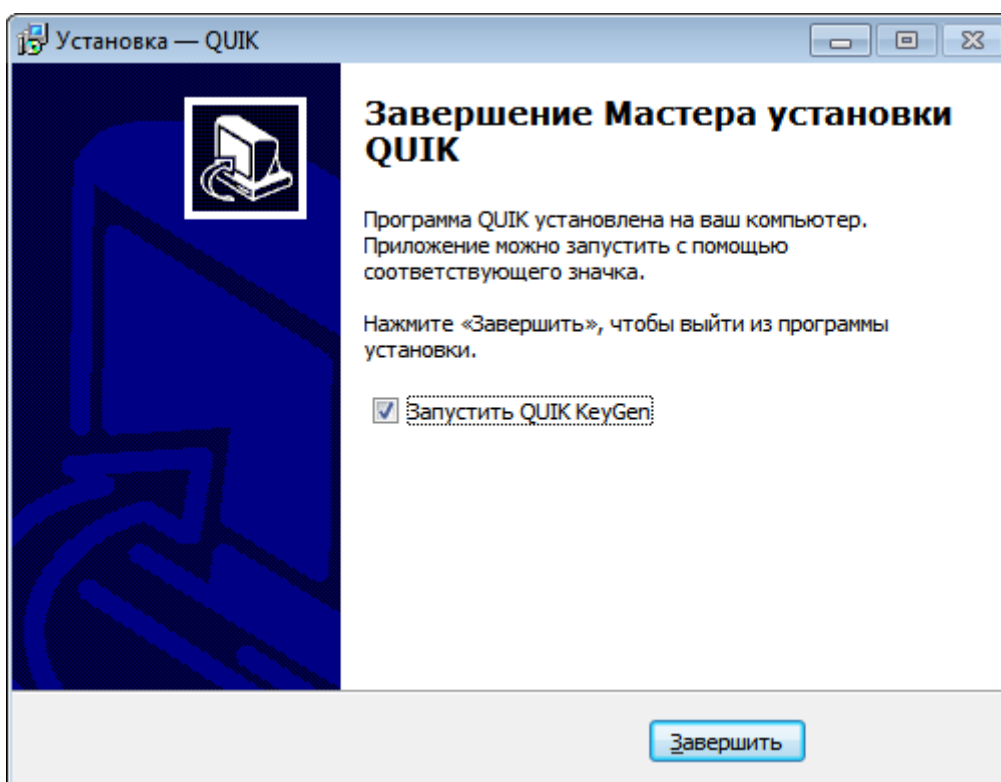 Установка — QUIK
Завершение Мастера установки
QUIK
Программа QUIK установлена на ваш компьютер.
Приложение можно запустить с помощью
соответствующего значка.
Нажмите «Завершить», чтобы выйти из программы
установки.
Запустить QUIK KeyGen
Завершить